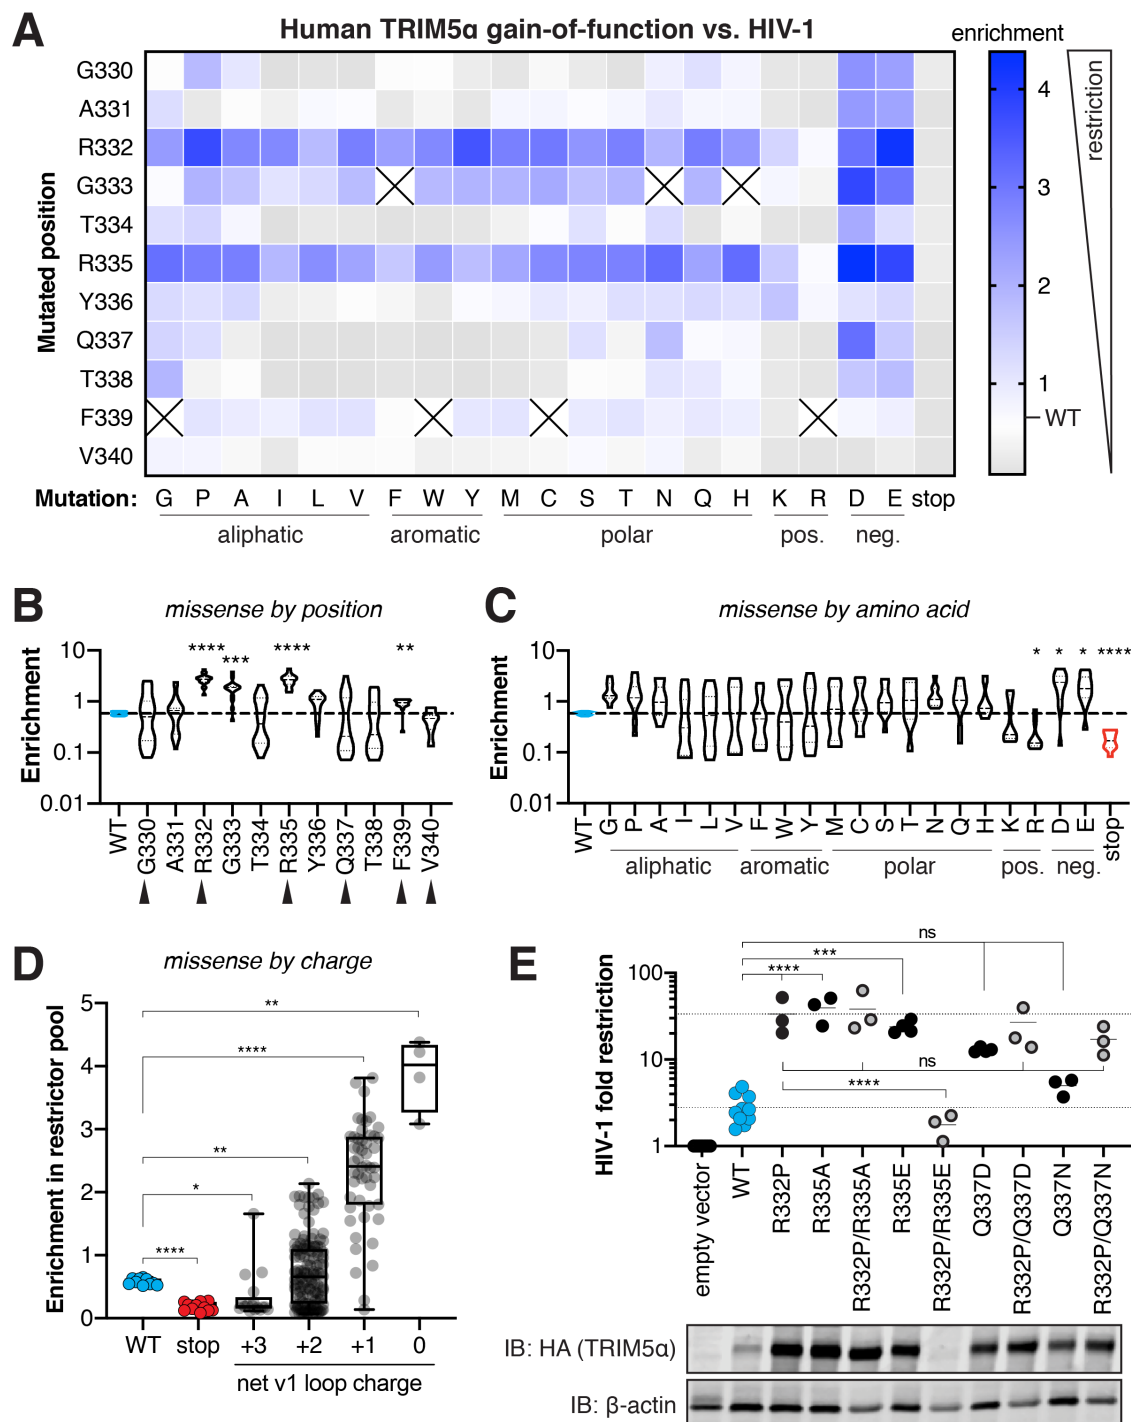 A
Human TRIM5α gain-of-function vs. HIV-1
enrichment
restriction
4
3
2
1
WT
Mutated position
G330
A331
R332
G333
T334
R335
Y336
Q337
T338
F339
V340
Mutation: G P A I L V F W Y M C S T N Q H K R D E stop
aliphatic aromatic polar pos. neg.
B
missense by position
Enrichment
10
1
0.1
0.01
**** *** **** **
WT G330 A331 R332 G333 T334 R335 Y336 Q337 T338 F339 V340
C
missense by amino acid
Enrichment
10
1
0.1
0.01
* * * ****
WT G P A I L V F W Y M C S T N Q H K R D E stop
aliphatic aromatic polar pos. neg.
D
missense by charge
Enrichment in restrictor pool
5
4
3
2
1
0
**
****
**
*
****
WT stop +3 +2 +1 0
net v1 loop charge
E
HIV-1 fold restriction
100
10
1
ns
***
****
ns
****
empty vector
WT
R332P
R335A
R332P/R335A
R335E
R332P/R335E
Q337D
R332P/Q337D
Q337N
R332P/Q337N
IB: HA (TRIM5α)
IB: β-actin